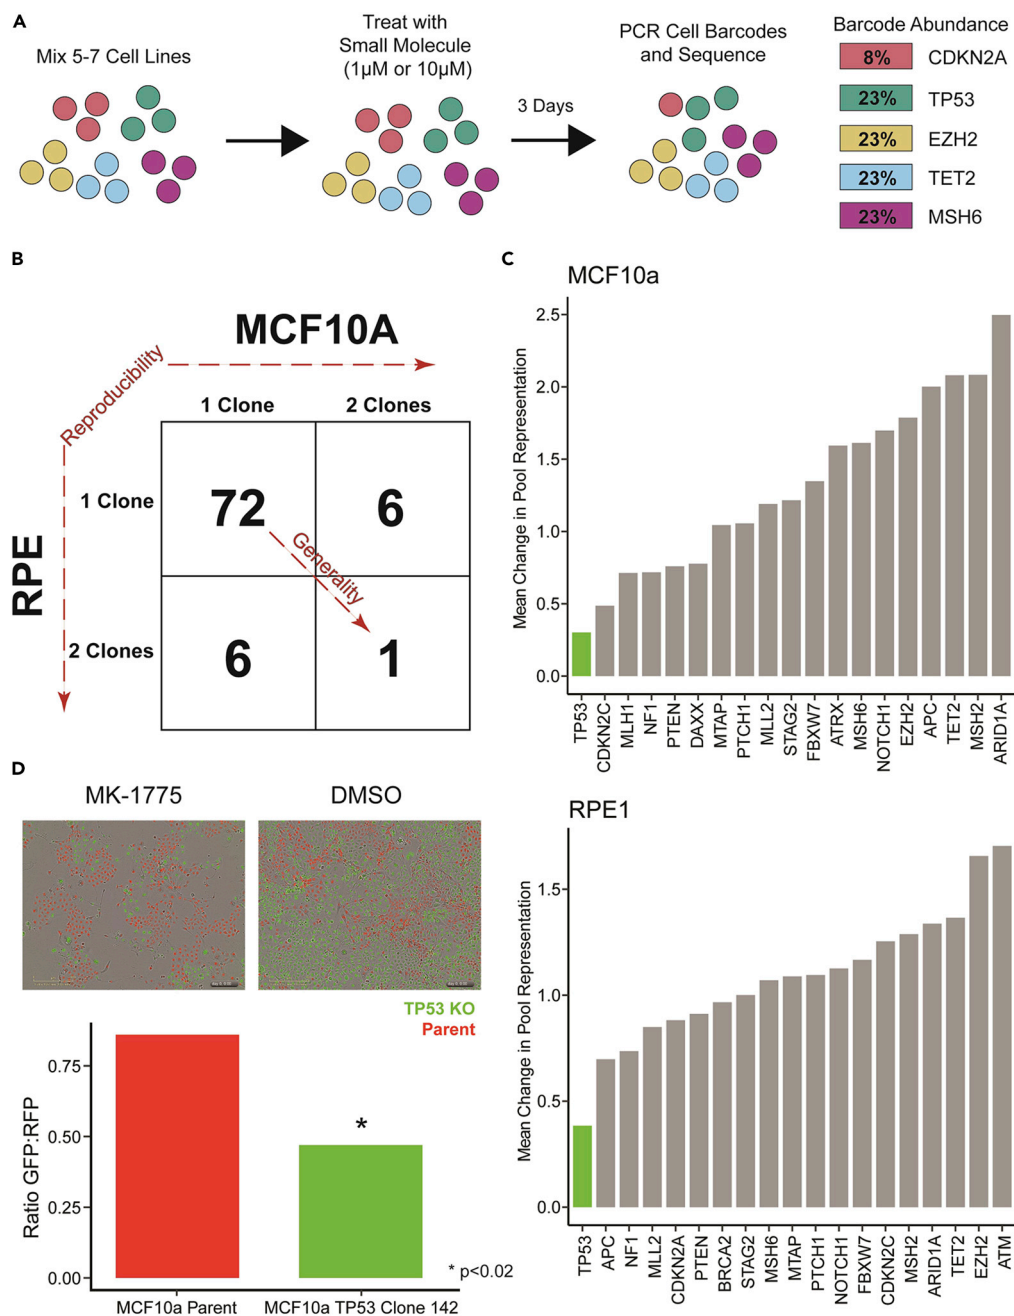 A
Mix 5-7 Cell Lines
Treat with
Small Molecule
(1µM or 10µM)
3 Days
PCR Cell Barcodes
and Sequence
Barcode Abundance
8% CDKN2A
23% TP53
23% EZH2
23% TET2
23% MSH6
B
MCF10A
Reproducibility
1 Clone 2 Clones
RPE
1 Clone 72 6
Generality
2 Clones 6 1
C
MCF10a
Mean Change in Pool Representation
2.5
2.0
1.5
1.0
0.5
0.0
TP53
CDKN2C
MLH1
NF1
PTEN
DAXX
MTAP
PTCH1
MLL2
STAG2
FBXW7
ATRX
MSH6
NOTCH1
EZH2
APC
TET2
MSH2
ARID1A
RPE1
Mean Change in Pool Representation
1.5
1.0
0.5
0.0
TP53
APC
NF1
MLL2
CDKN2A
PTEN
BRCA2
STAG2
MSH6
MTAP
PTCH1
NOTCH1
FBXW7
CDKN2C
MSH2
ARID1A
TET2
EZH2
ATM
D
MK-1775 DMSO
TP53 KO
Parent
Ratio GFP:RFP
0.75
0.50
0.25
0.00
*
* p<0.02
MCF10a Parent MCF10a TP53 Clone 142